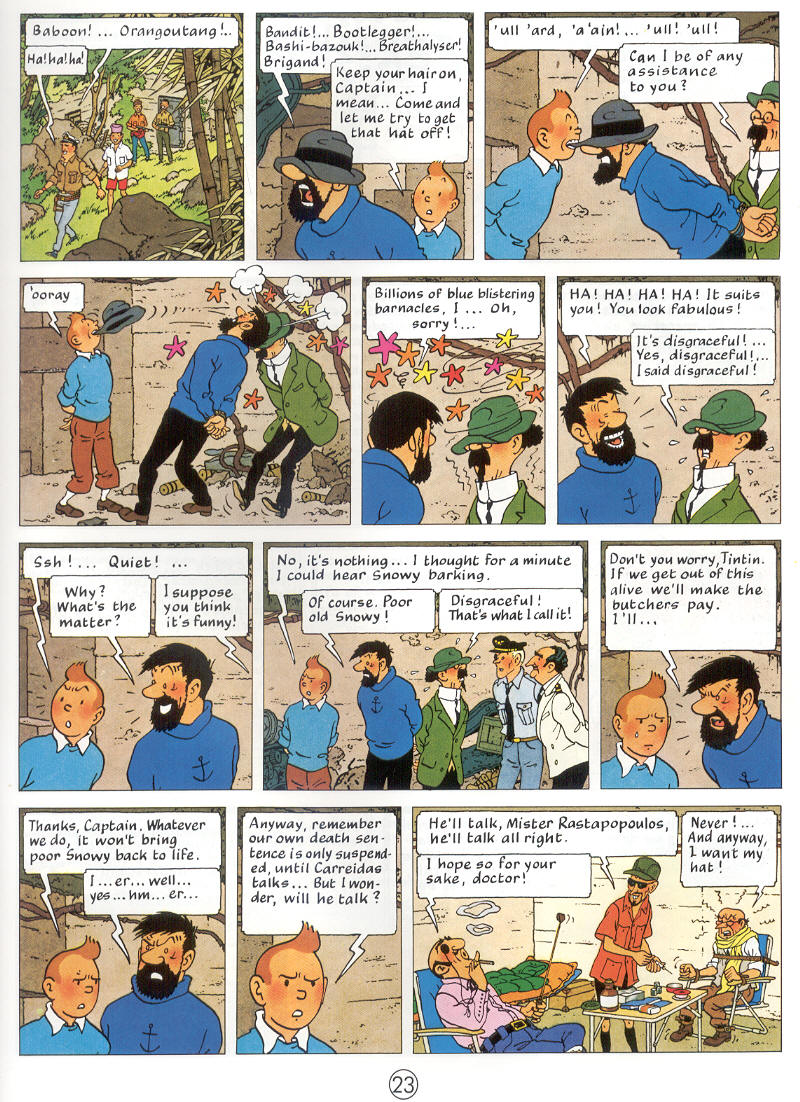 Baboon! ... Orangoutang!..
Ha! ha! ha!
Bandit!... Bootlegger!...
Bashi-bazouk!... Breathalyser!
Brigand!
Keep your hair on,
Captain... I
mean... Come and
let me try to get
that hat off!
'ull 'ard, 'a'ain!... 'ull! 'ull!
Can I be of any
assistance
to you?
'ooray
Billions of blue blistering
barnacles, I ... Oh,
sorry!...
HA! HA! HA! HA! It suits
you! You look fabulous!
It's disgraceful!...
Yes, disgraceful!...
I said disgraceful!
Ssh! ... Quiet! ...
Why?
What's the
matter?
I suppose
you think
it's funny!
No, it's nothing... I thought for a minute
I could hear Snowy barking.
Of course. Poor
old Snowy!
Disgraceful!
That's what I call it!
Don't you worry, Tintin.
If we get out of this
alive we'll make the
butchers pay.
I'll...
Thanks, Captain. Whatever
we do, it won't bring
poor Snowy back to life.
I ... er... well...
yes... hm... er...
Anyway, remember
our own death sen-
tence is only suspend-
ed, until Carreidas
talks... But I won-
der, will he talk?
He'll talk, Mister Rastapopoulos,
he'll talk all right.
I hope so for your
sake, doctor!
Never!...
And anyway,
I want my
hat!
23